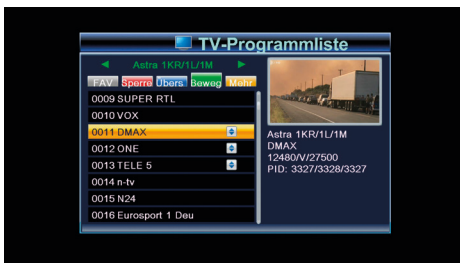 TV-Programmliste
Astra 1KR/1L/1M
FAV Sperre Übers. Beweg Mehr
0009 SUPER RTL
0010 VOX
0011 DMAX
0012 ONE
0013 TELE 5
0014 n-tv
0015 N24
0016 Eurosport 1 Deu
Astra 1KR/1L/1M
DMAX
12480/V/27500
PID: 3327/3328/3327